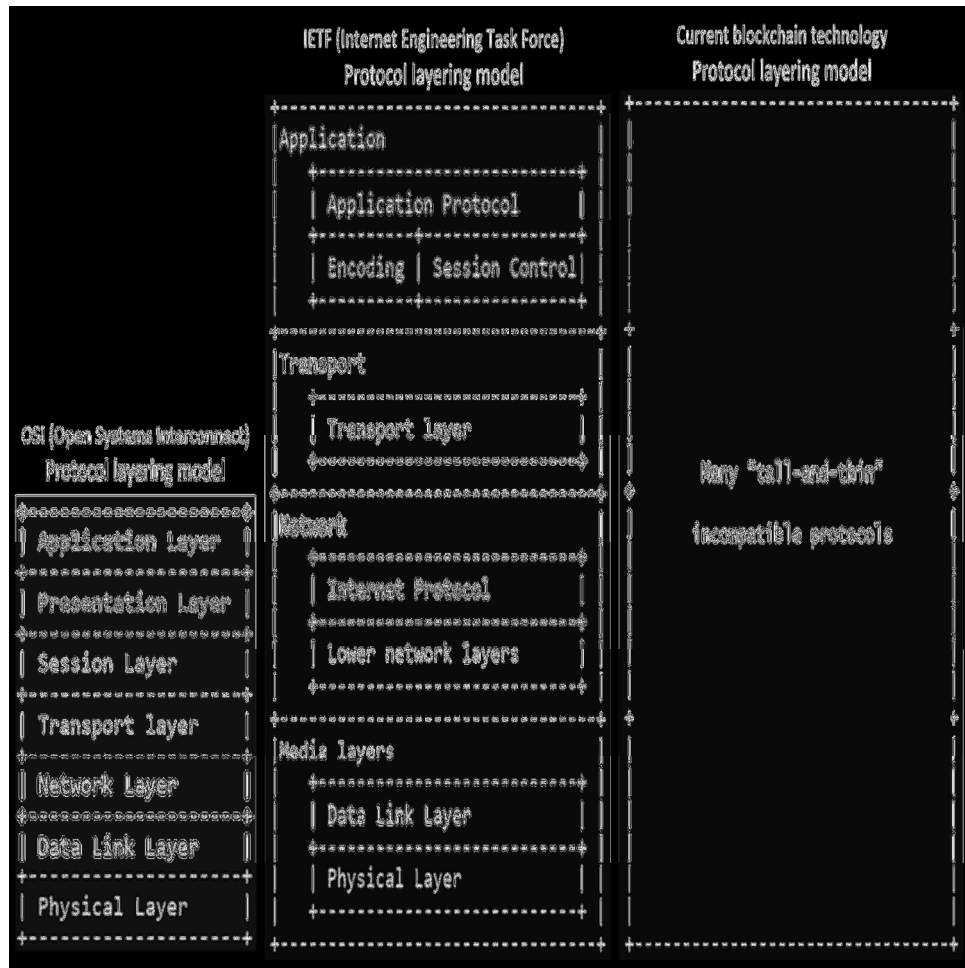 IETF (Internet Engineering Task Force)
Protocol layering model
Application
Application Protocol
Encoding | Session Control
Transport
Transport layer
Network
Internet Protocol
Lower network layers
Media layers
Data Link Layer
Physical Layer
Current blockchain technology
Protocol layering model
Many "tall-and-thin"
incompatible protocols
OSI (Open Systems Interconnect)
Protocol layering model
Application Layer
Presentation Layer
Session Layer
Transport layer
Network Layer
Data Link Layer
Physical Layer